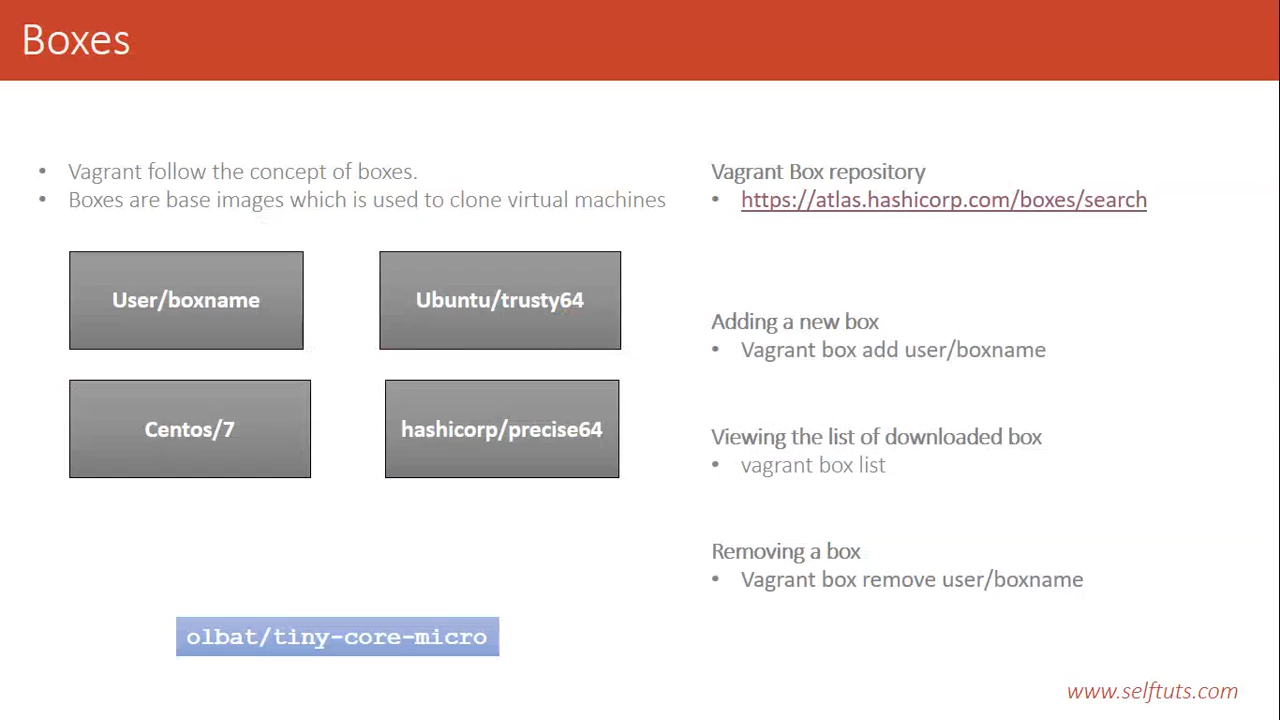 Boxes
• Vagrant follow the concept of boxes.
• Boxes are base images which is used to clone virtual machines
User/boxname
Ubuntu/trusty64
Centos/7
hashicorp/precise64
olbat/tiny-core-micro
Vagrant Box repository
• https://atlas.hashicorp.com/boxes/search
Adding a new box
• Vagrant box add user/boxname
Viewing the list of downloaded box
• vagrant box list
Removing a box
• Vagrant box remove user/boxname
www.selftuts.com